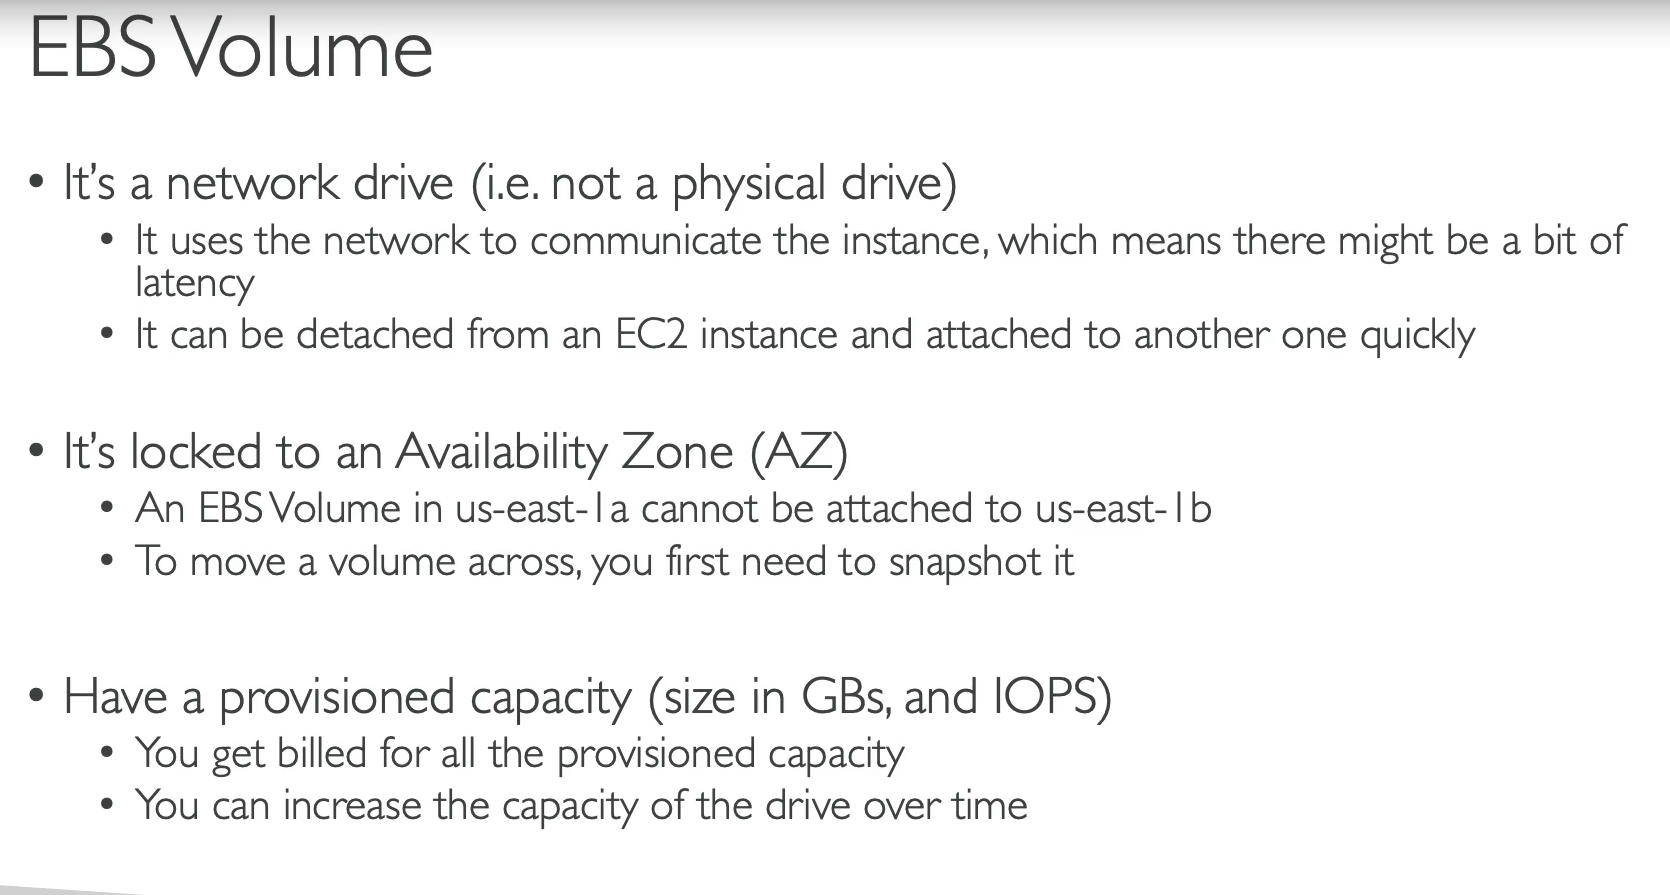 EBS Volume
• It's a network drive (i.e. not a physical drive)
• It uses the network to communicate the instance, which means there might be a bit of
latency
• It can be detached from an EC2 instance and attached to another one quickly
• It's locked to an Availability Zone (AZ)
• An EBS Volume in us-east-1a cannot be attached to us-east-1b
• To move a volume across, you first need to snapshot it
• Have a provisioned capacity (size in GBs, and IOPS)
• You get billed for all the provisioned capacity
• You can increase the capacity of the drive over time